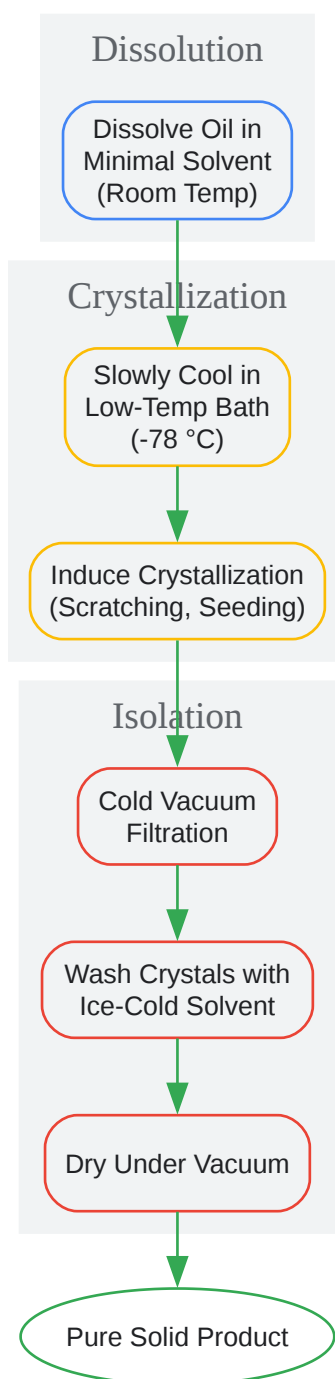 Dissolution
Dissolve Oil in
Minimal Solvent
(Room Temp)
Crystallization
Slowly Cool in
Low-Temp Bath
(-78 °C)
Induce Crystallization
(Scratching, Seeding)
Isolation
Cold Vacuum
Filtration
Wash Crystals with
Ice-Cold Solvent
Dry Under Vacuum
Pure Solid Product